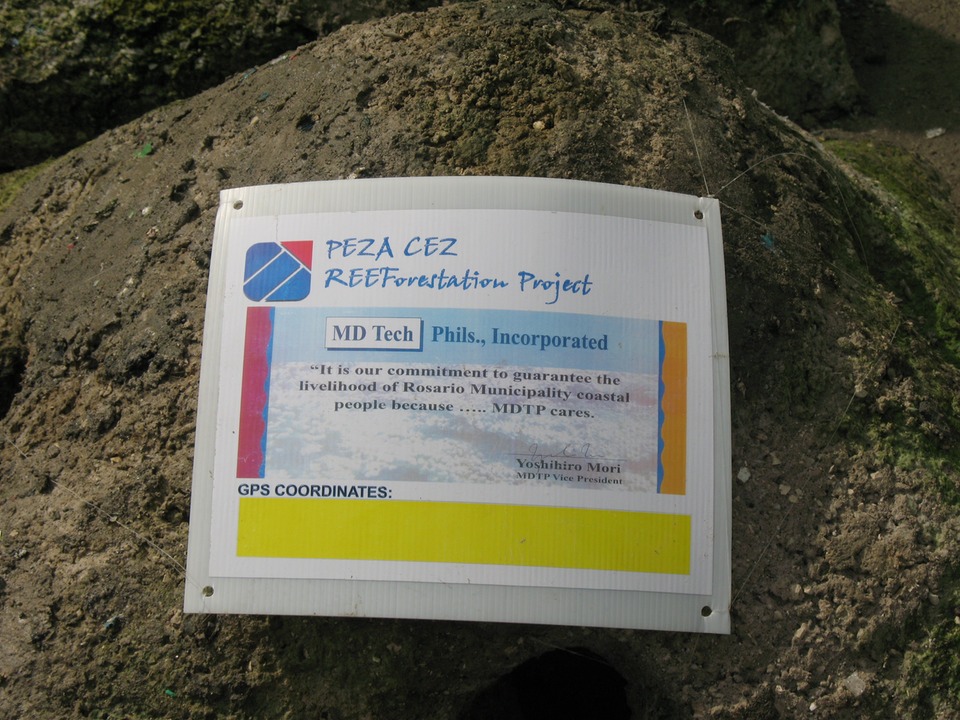 PEZA CEZ
REEForestation Project
MD Tech Phils., Incorporated
“It is our commitment to guarantee the
livelihood of Rosario Municipality coastal
people because ..... MDTP cares.
Yoshihiro Mori
MDTP Vice President
GPS COORDINATES: